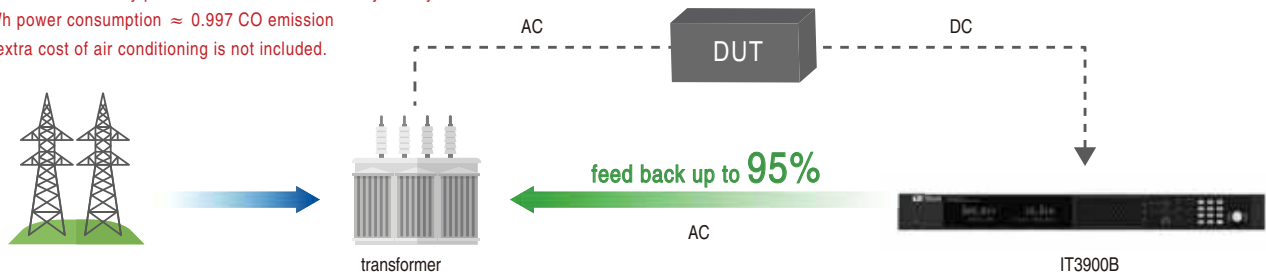 h power consumption ≈ 0.997 CO emission
extra cost of air conditioning is not included.
AC
DUT
DC
feed back up to 95%
AC
transformer
IT3900B